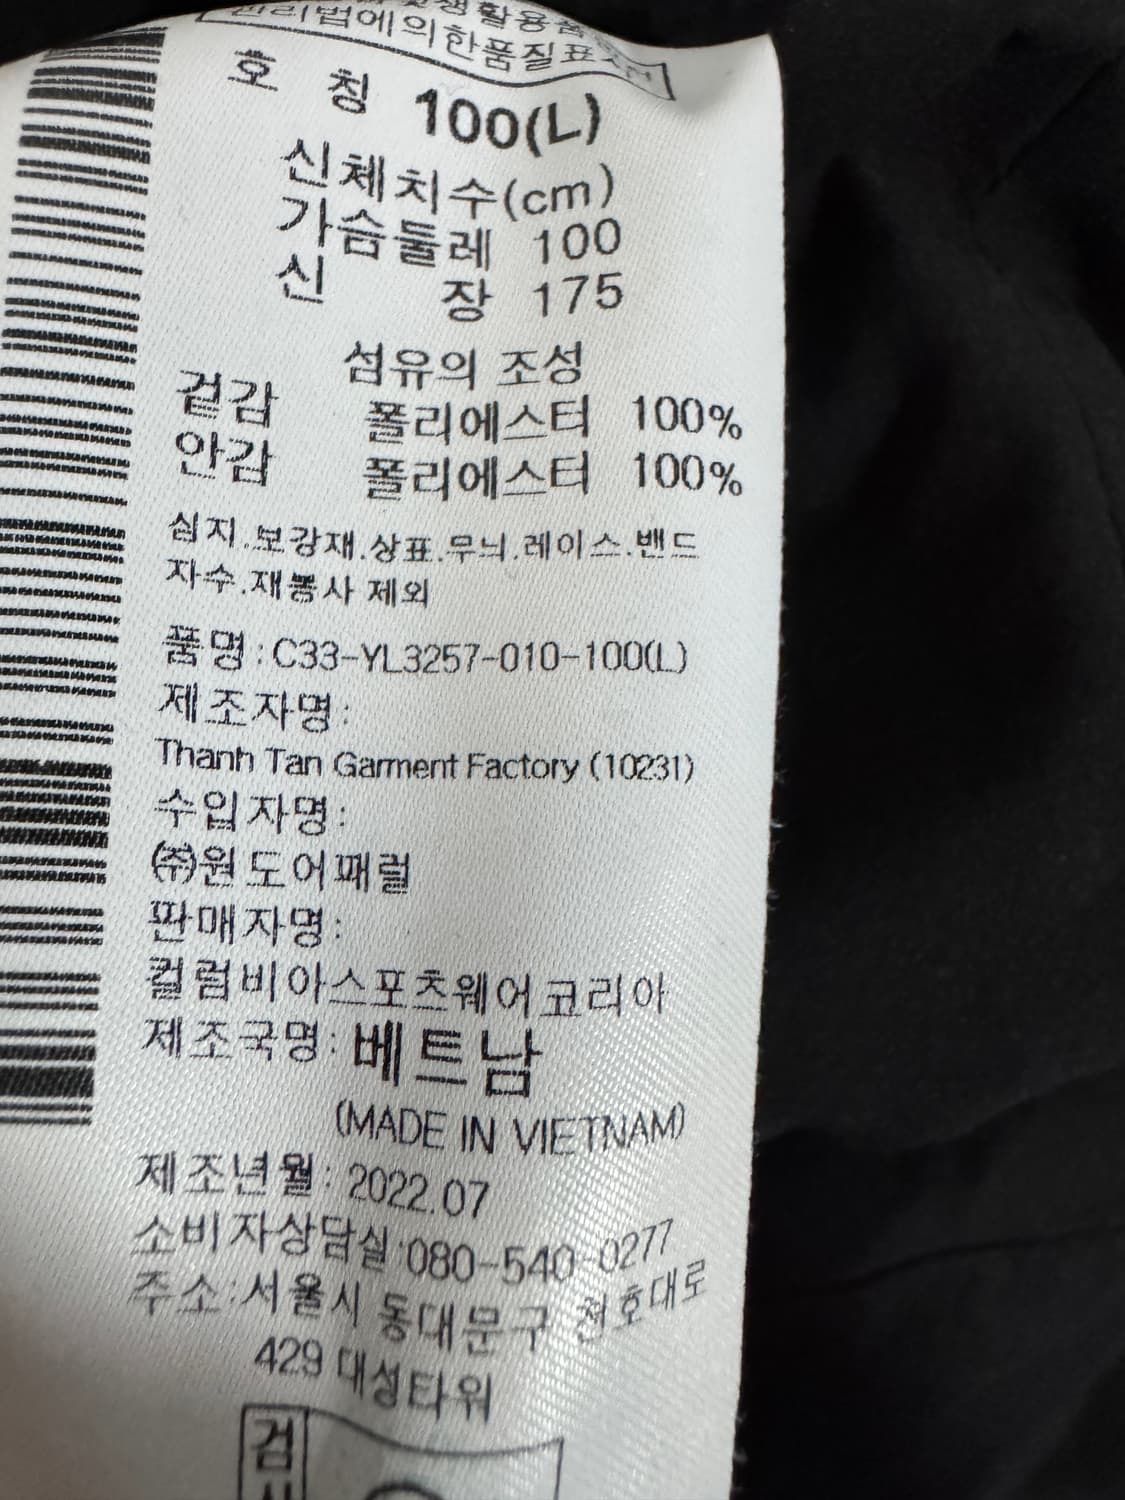 생활용품
관리법에의한품질표시
호 칭 100(L)
신체치수(cm)
가슴둘레 100
신 장 175
섬유의 조성
겉감 폴리에스터 100%
안감 폴리에스터 100%
심지.보강재.상표.무늬.레이스.밴드
자수.재봉사 제외
품명:C33-YL3257-010-100(L)
제조자명:
Thanh Tan Garment Factory (10231)
수입자명:
(주)원도어패럴
판매자명:
컬럼비아스포츠웨어코리아
제조국명:베트남
(MADE IN VIETNAM)
제조년월: 2022.07
소비자상담실:080-540-0277
주소:서울시 동대문구 천호대로
429 대성타워
검